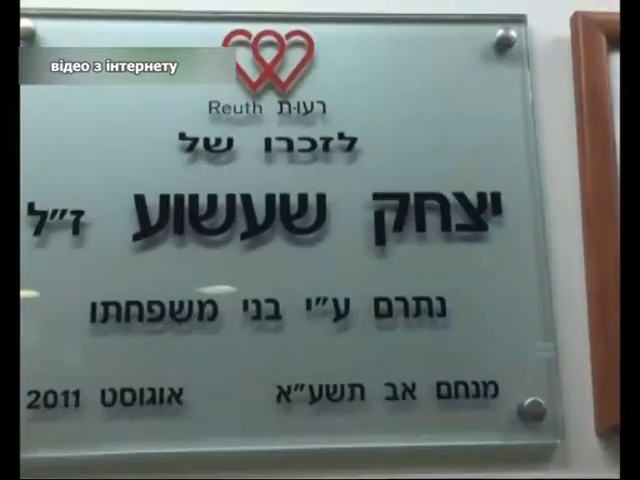 відео з інтернету
Reuth רעות
לזכרו של
יצחק שעשוע ז"ל
נתרם ע"י בני משפחתו
מנחם אב תשע"א אוגוסט 2011